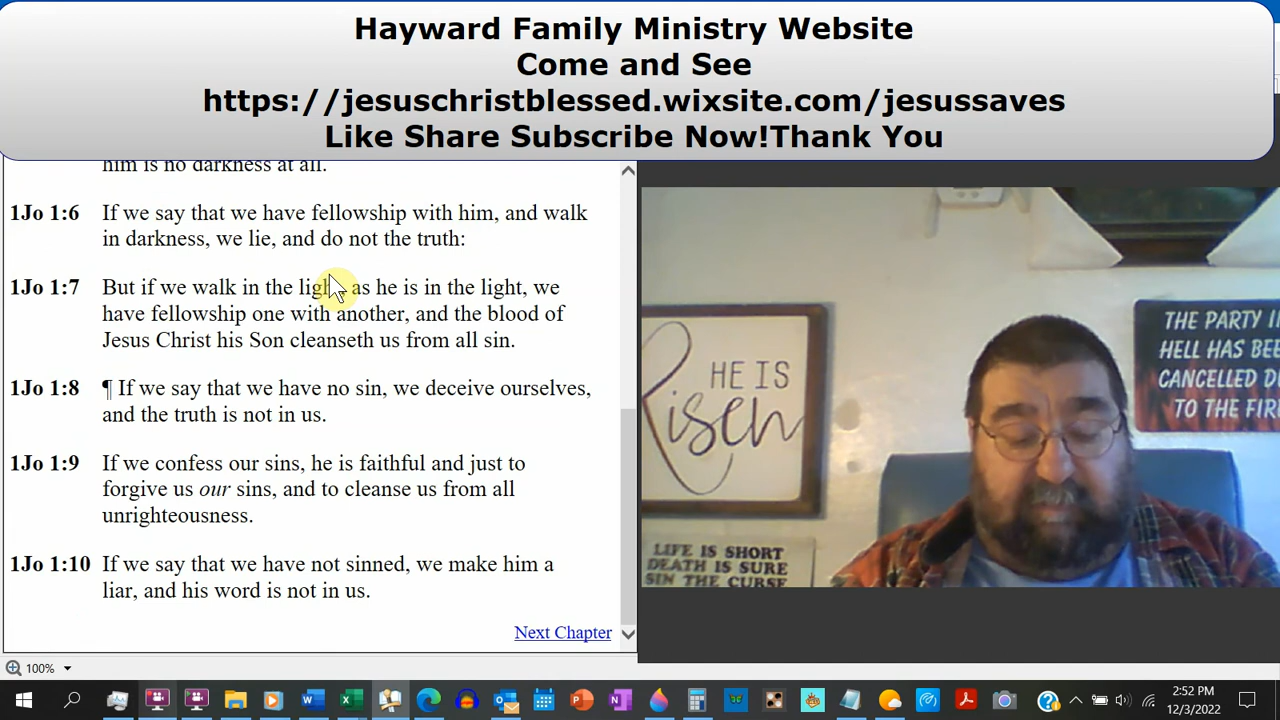 Hayward Family Ministry Website
Come and See
https://jesuschristblessed.wixsite.com/jesussaves
Like Share Subscribe Now!Thank You
him is no darkness at all.
1Jo 1:6 If we say that we have fellowship with him, and walk
in darkness, we lie, and do not the truth:
1Jo 1:7 But if we walk in the light, as he is in the light, we
have fellowship one with another, and the blood of
Jesus Christ his Son cleanseth us from all sin.
1Jo 1:8 ¶ If we say that we have no sin, we deceive ourselves,
and the truth is not in us.
1Jo 1:9 If we confess our sins, he is faithful and just to
forgive us our sins, and to cleanse us from all
unrighteousness.
1Jo 1:10 If we say that we have not sinned, we make him a
liar, and his word is not in us.
Next Chapter
100%
HE IS
Risen
THE PARTY I
HELL HAS BEE
CANCELLED D
TO THE FIR
LIFE IS SHORT
DEATH IS SURE
SIN THE CURSE
2:52 PM
12/3/2022